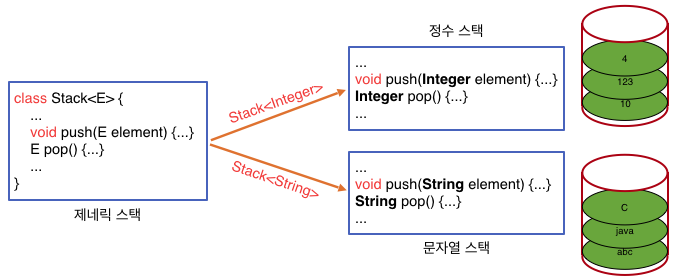 class Stack<E> {
...
void push(E element) {...}
E pop() {...}
...
}
제네릭 스택
Stack<Integer>
Stack<String>
정수 스택
...
void push(Integer element) {...}
Integer pop() {...}
...
4
123
10
...
void push(String element) {...}
String pop() {...}
...
문자열 스택
C
java
abc